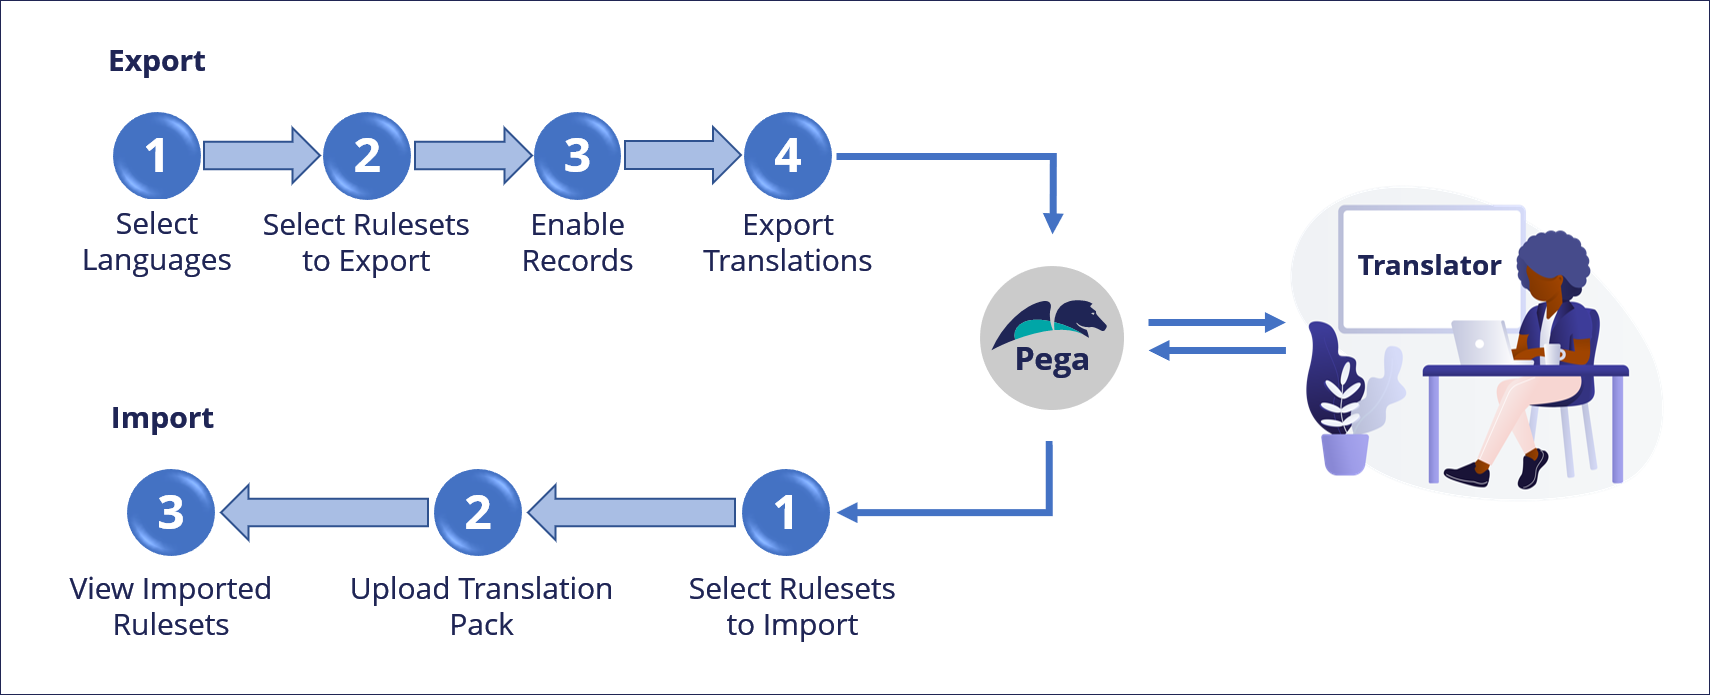 Export
1
2
3
4
Select
Languages
Select Rulesets
to Export
Enable
Records
Export
Translations
Translator
Pega
Import
3
2
1
View Imported
Rulesets
Upload Translation
Pack
Select Rulesets
to Import